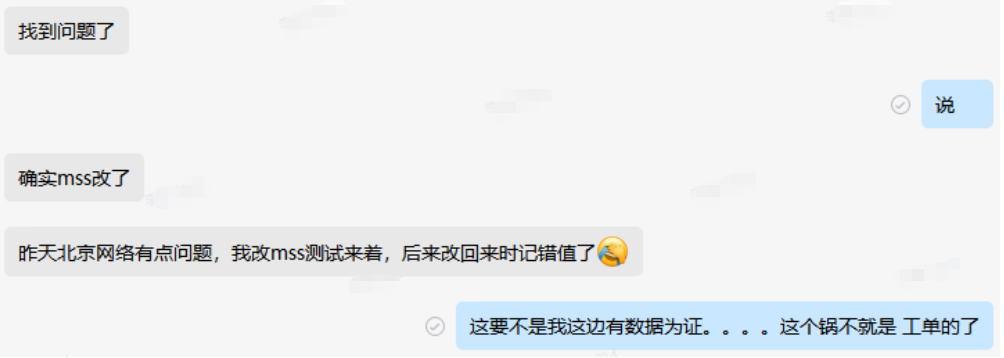 找到问题了
说
确实mss改了
昨天北京网络有点问题，我改mss测试来着，后来改回来时记错值了
这要不是我这边有数据为证。。。。这个锅不就是 工单的了